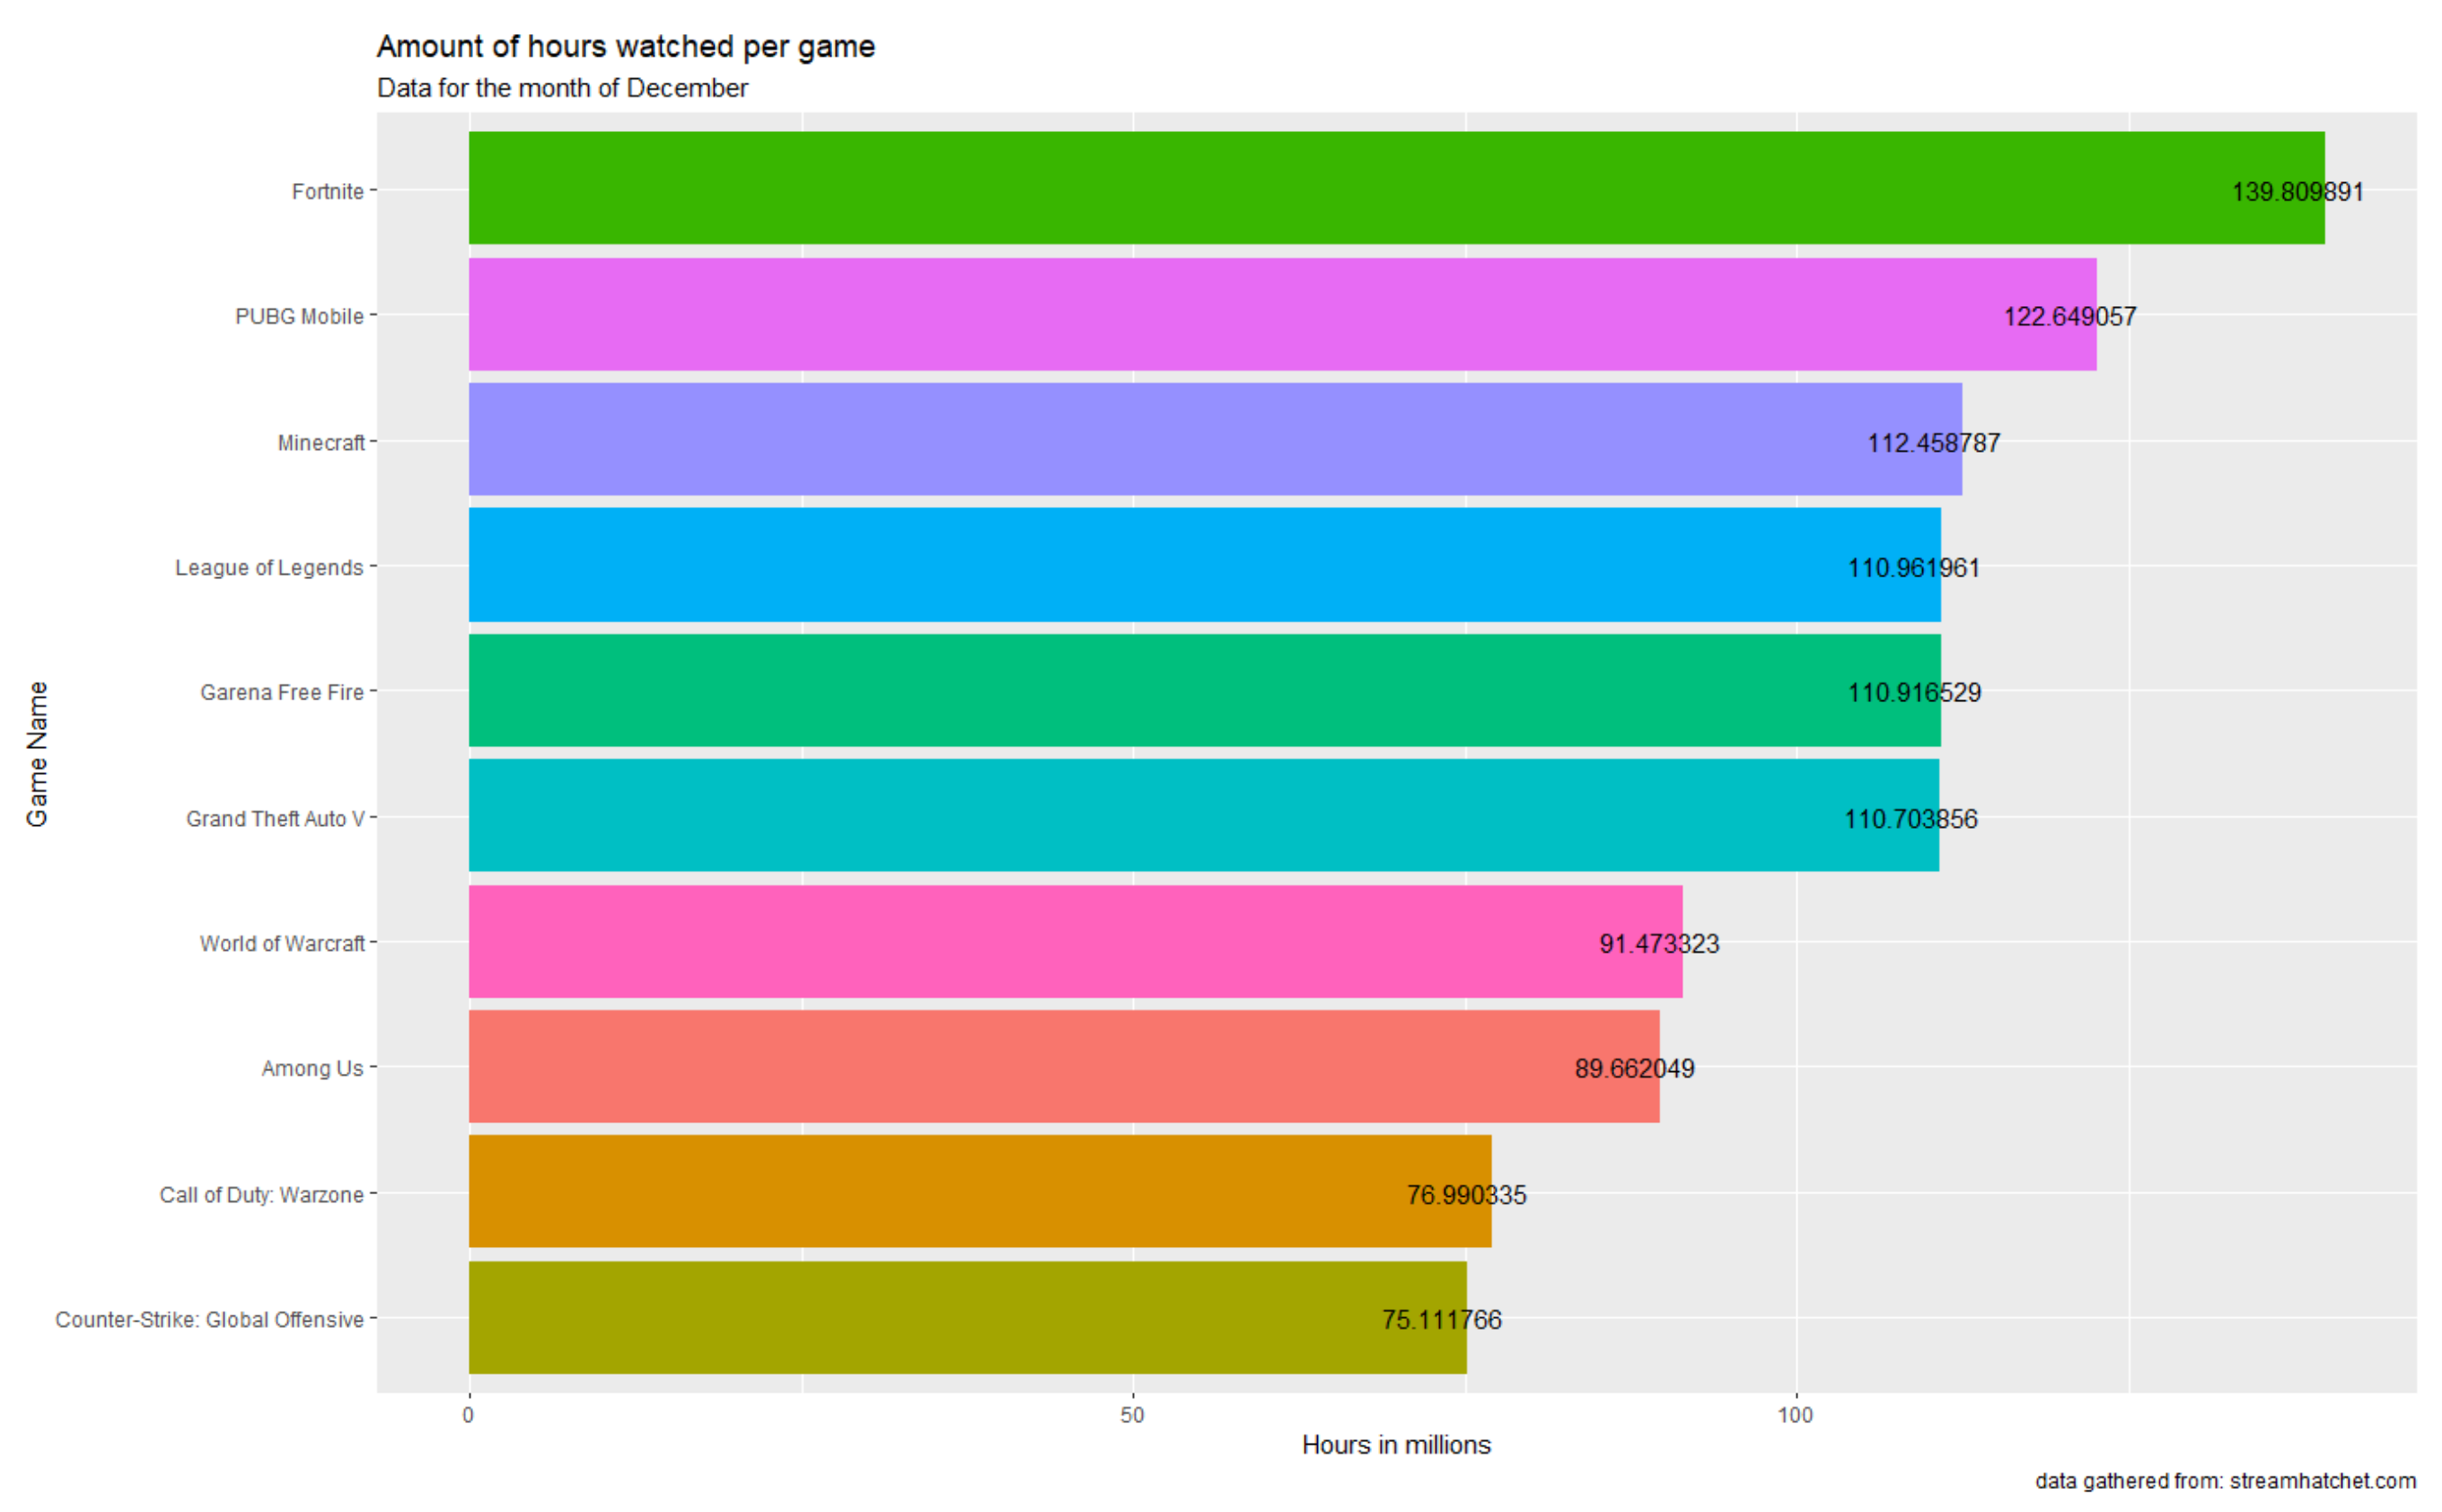 Amount of hours watched per game
Data for the month of December
Game Name
Fortnite 139.809891
PUBG Mobile 122.649057
Minecraft 112.458787
League of Legends 110.961961
Garena Free Fire 110.916529
Grand Theft Auto V 110.703856
World of Warcraft 91.473323
Among Us 89.662049
Call of Duty: Warzone 76.990335
Counter-Strike: Global Offensive 75.111766
0 50 100
Hours in millions
data gathered from: streamhatchet.com